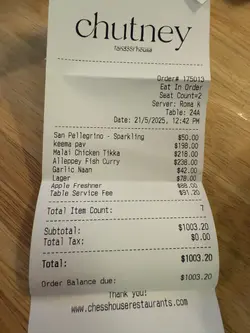 chutney
Order# 175013
Eat In Order
Seat Count=2
Server: Roma K
Table: 24A
Date: 21/5/2025, 12:42 PM
San Pellegrino - Sparkling $50.00
keema pav $198.00
Malai Chicken Tikka $218.00
Alleppey Fish Curry $238.00
Garlic Naan $42.00
Lager $78.00
Apple Freshner $88.00
Table Service Fee $91.20
Total Item Count: 7
Subtotal: $1003.20
Total Tax: $0.00
Total: $1003.20
Order Balance due: $1003.20
Thank you!
www.chesshouserestaurants.com